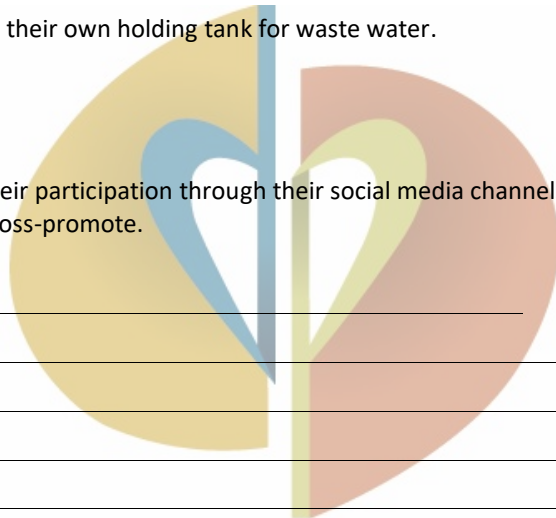 their own holding tank for waste water.
eir participation through their social media channel
oss-promote.